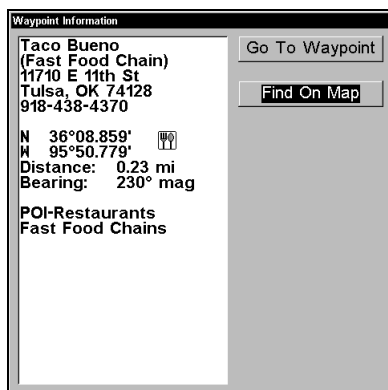 Waypoint Information
Taco Bueno
(Fast Food Chain)
11710 E 11th St
Tulsa, OK 74128
918-438-4370
N 36°08.859'
W 95°50.779'
Distance: 0.23 mi
Bearing: 230° mag
POI-Restaurants
Fast Food Chains
Go To Waypoint
Find On Map